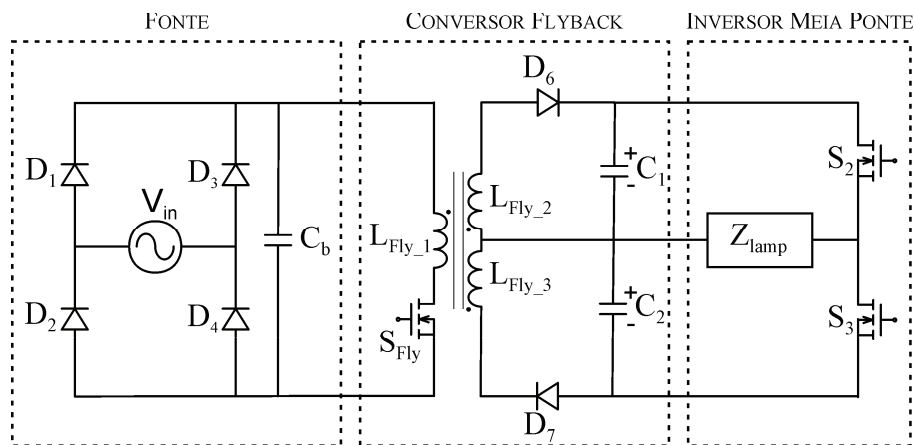 FONTE
CONVERSOR FLYBACK
INVERSOR MEIA PONTE
D6
D1
D3
+
-
C1
S2
Vin
LFly_1
LFly_2
Zlamp
Cb
LFly_3
D2
D4
SFly
+
-
C2
S3
D7